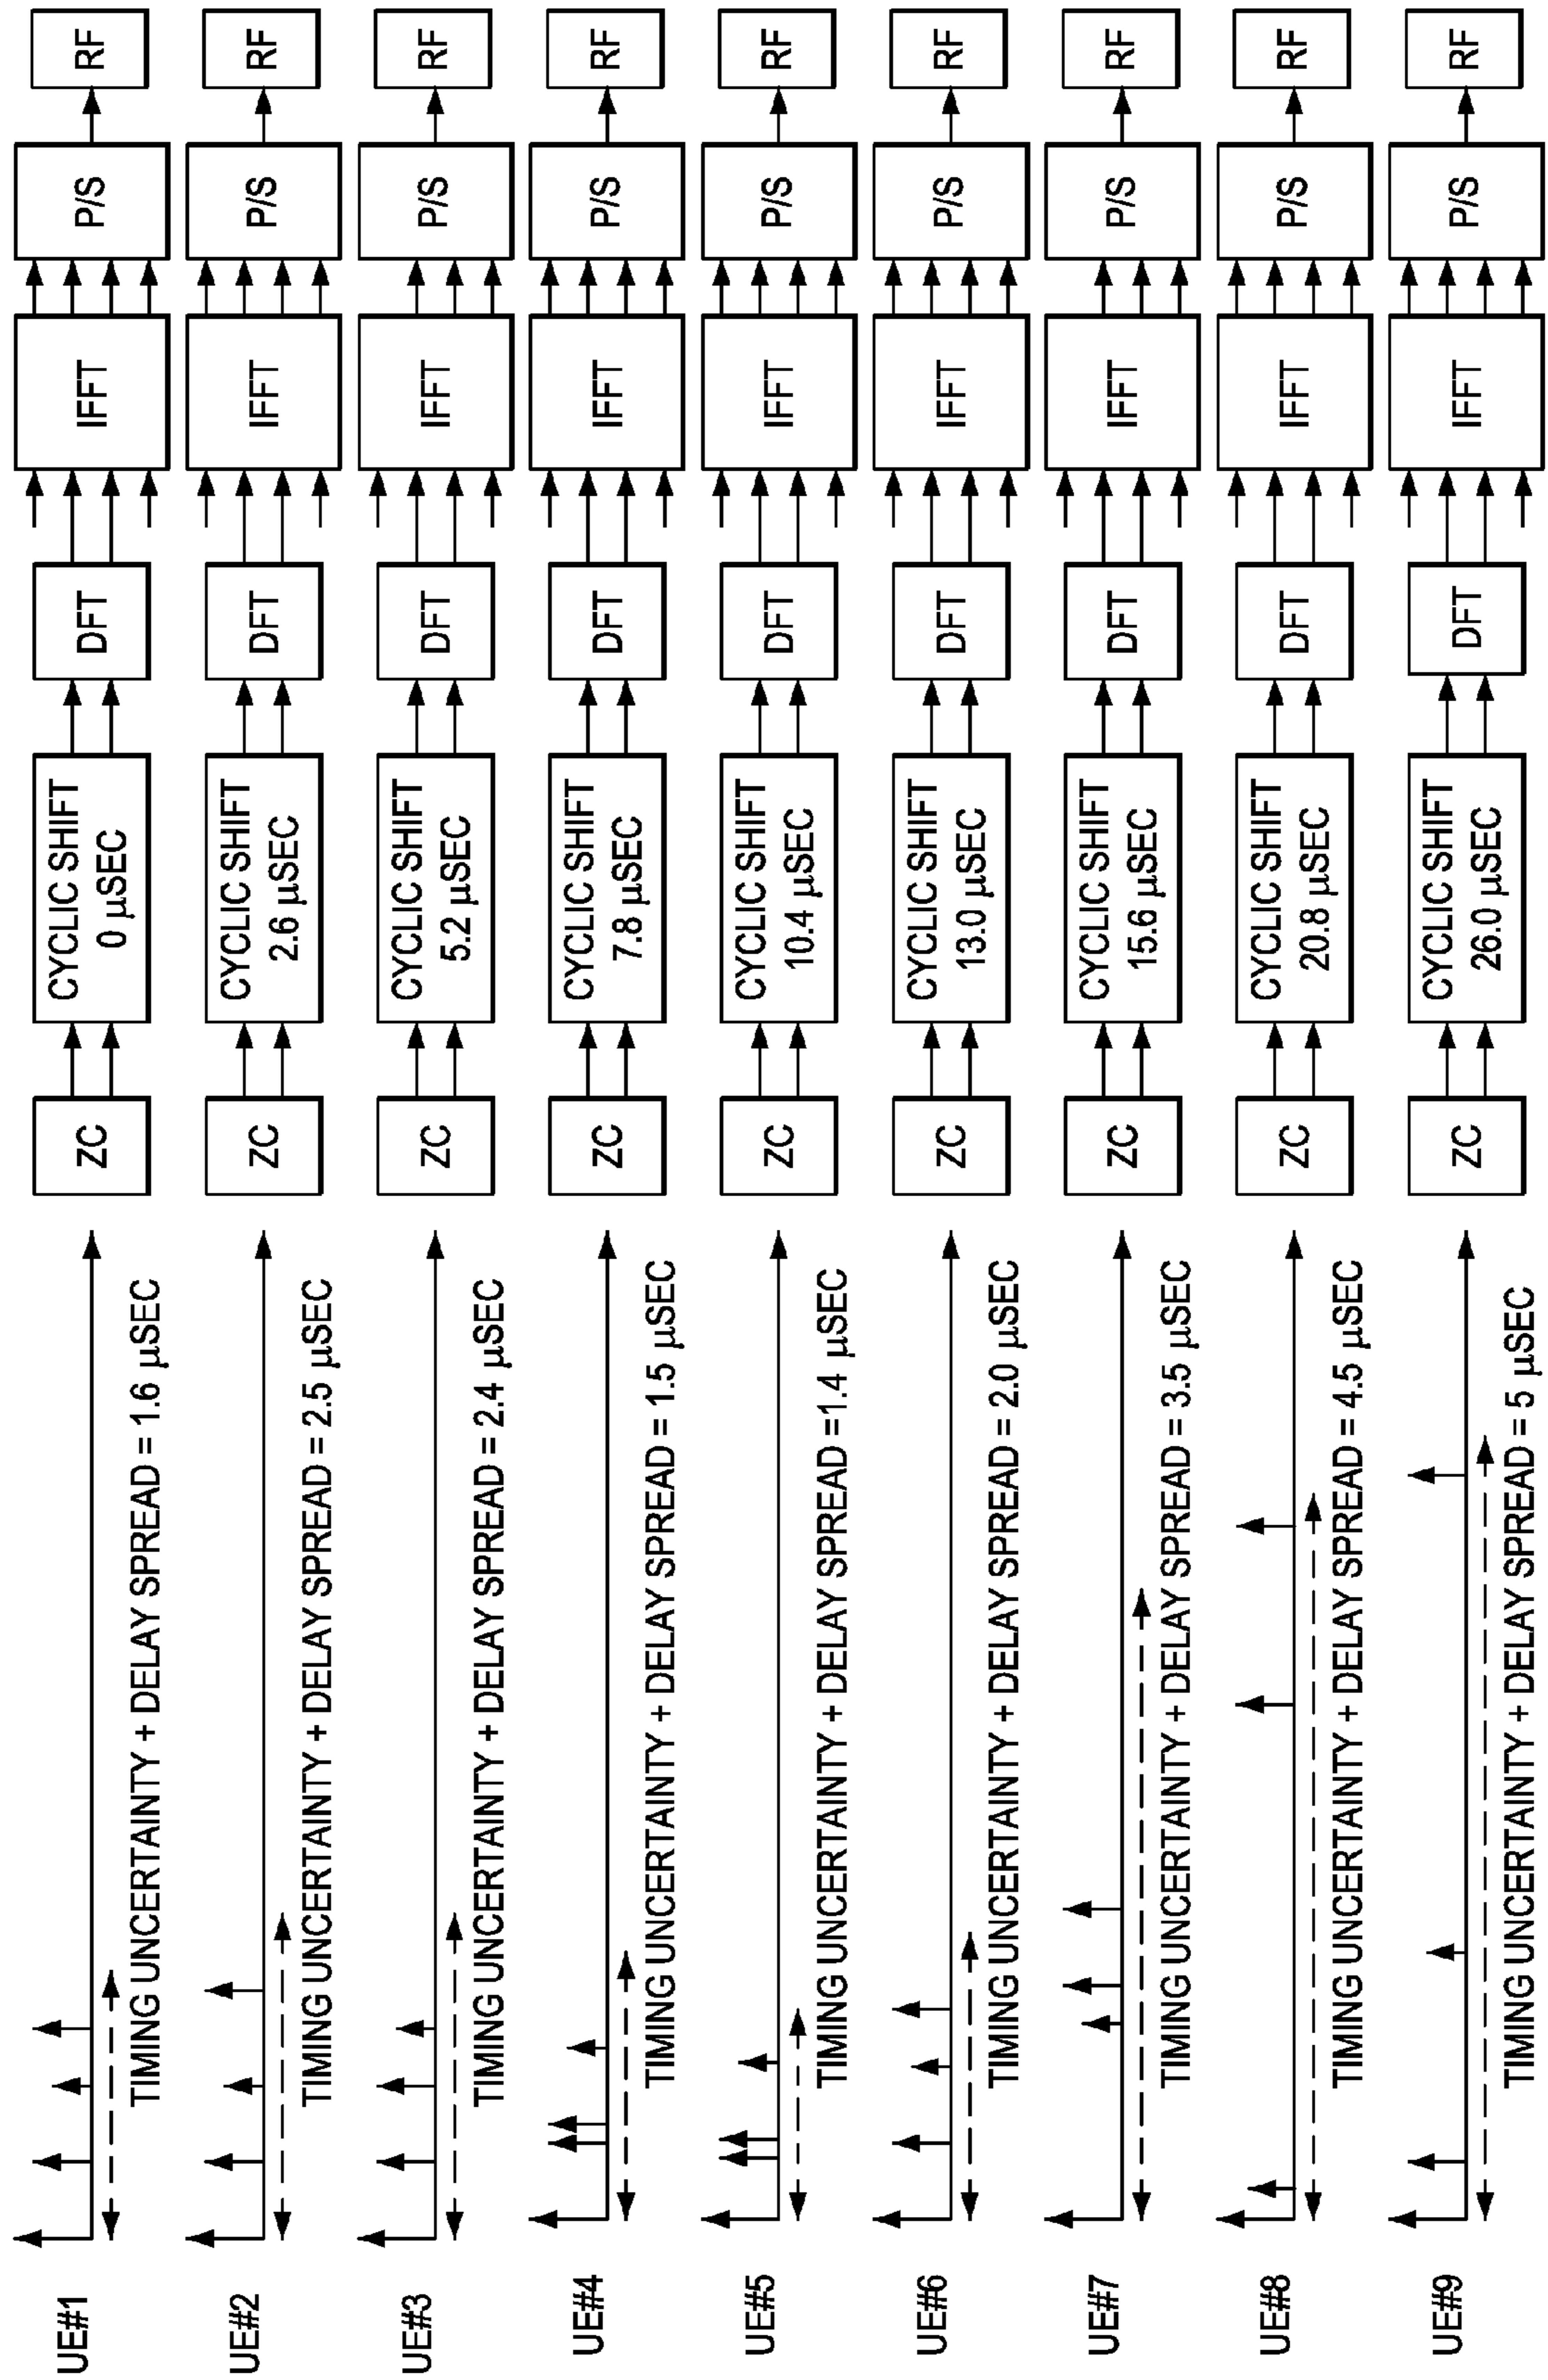 UE#1
TIMING UNCERTAINTY + DELAY SPREAD = 1.6 μSEC
ZC
CYCLIC SHIFT
0 μSEC
DFT
IFFT
P/S
RF
UE#2
TIMING UNCERTAINTY + DELAY SPREAD = 2.5 μSEC
ZC
CYCLIC SHIFT
2.6 μSEC
DFT
IFFT
P/S
RF
UE#3
TIMING UNCERTAINTY + DELAY SPREAD = 2.4 μSEC
ZC
CYCLIC SHIFT
5.2 μSEC
DFT
IFFT
P/S
RF
UE#4
TIMING UNCERTAINTY + DELAY SPREAD = 1.5 μSEC
ZC
CYCLIC SHIFT
7.8 μSEC
DFT
IFFT
P/S
RF
UE#5
TIMING UNCERTAINTY + DELAY SPREAD =1.4 μSEC
ZC
CYCLIC SHIFT
10.4 μSEC
DFT
IFFT
P/S
RF
UE#6
TIMING UNCERTAINTY + DELAY SPREAD = 2.0 μSEC
ZC
CYCLIC SHIFT
13.0 μSEC
DFT
IFFT
P/S
RF
UE#7
TIMING UNCERTAINTY + DELAY SPREAD = 3.5 μSEC
ZC
CYCLIC SHIFT
15.6 μSEC
DFT
IFFT
P/S
RF
UE#8
TIMING UNCERTAINTY + DELAY SPREAD = 4.5 μSEC
ZC
CYCLIC SHIFT
20.8 μSEC
DFT
IFFT
P/S
RF
UE#9
TIMING UNCERTAINTY + DELAY SPREAD = 5 μSEC
ZC
CYCLIC SHIFT
26.0 μSEC
DFT
IFFT
P/S
RF